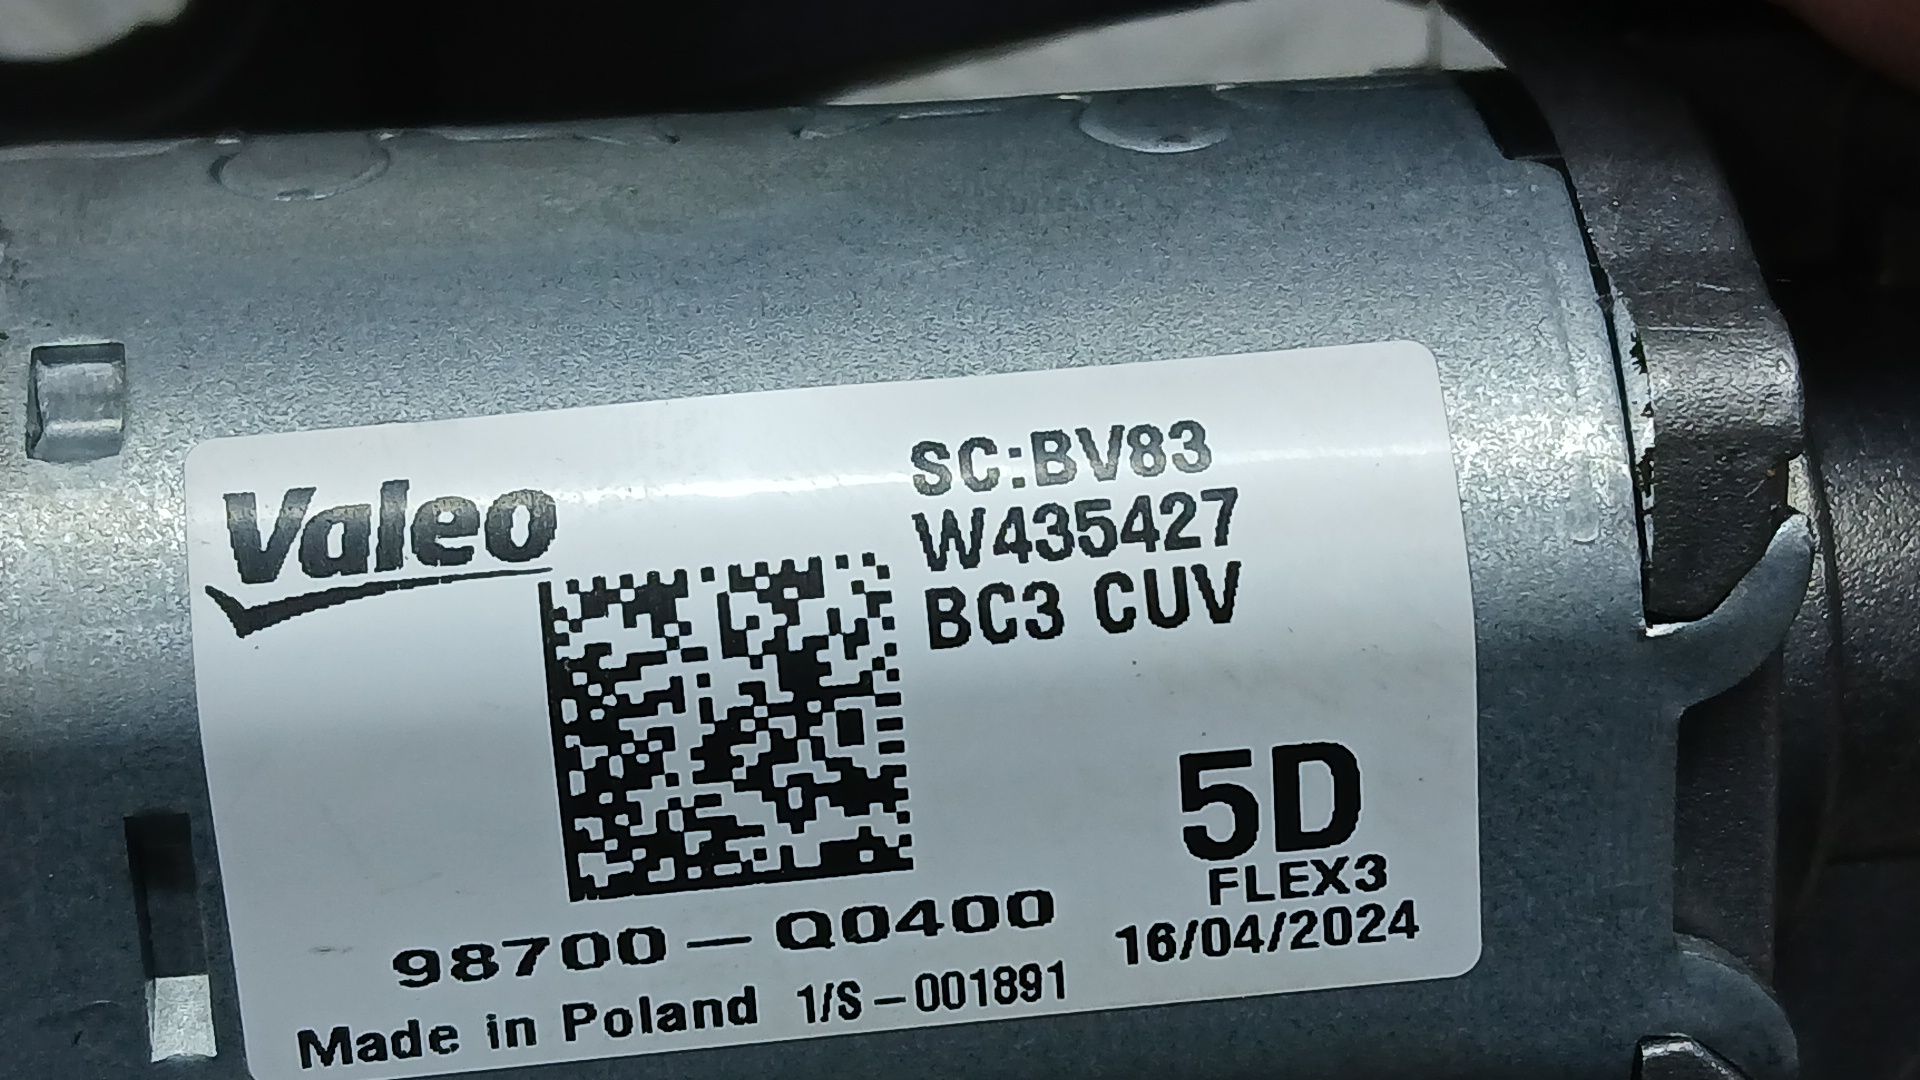 Valeo
SC:BV83
W435427
BC3 CUV
5D
FLEX3
16/04/2024
98700-Q0400
Made in Poland 1/S-001891